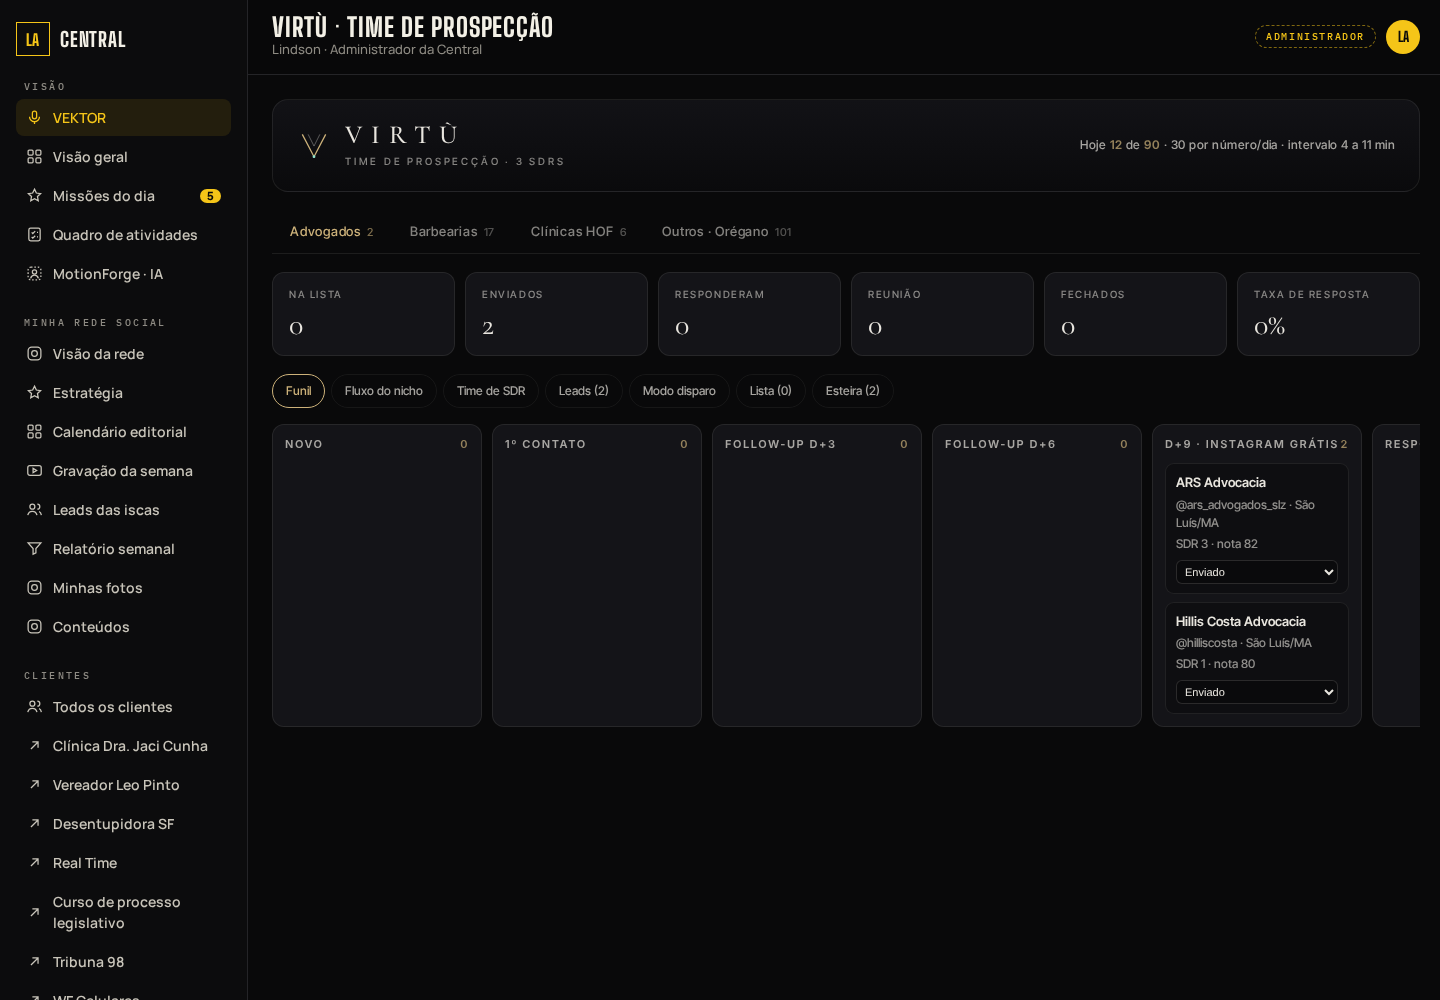 LA CENTRAL
VISÃO
VEKTOR
Visão geral
Missões do dia 5
Quadro de atividades
MotionForge · IA
MINHA REDE SOCIAL
Visão da rede
Estratégia
Calendário editorial
Gravação da semana
Leads das iscas
Relatório semanal
Minhas fotos
Conteúdos
CLIENTES
Todos os clientes
Clínica Dra. Jaci Cunha
Vereador Leo Pinto
Desentupidora SF
Real Time
Curso de processo
legislativo
Tribuna 98
VIRTÙ · TIME DE PROSPECÇÃO
Lindson · Administrador da Central
ADMINISTRADOR LA
VIRTÙ
TIME DE PROSPECÇÃO · 3 SDRS
Hoje 12 de 90 · 30 por número/dia · intervalo 4 a 11 min
Advogados 2 Barbearias 17 Clínicas HOF 6 Outros · Orégano 101
NA LISTA ENVIADOS RESPONDERAM REUNIÃO FECHADOS TAXA DE RESPOSTA
0 2 0 0 0 0%
Funil Fluxo do nicho Time de SDR Leads (2) Modo disparo Lista (0) Esteira (2)
NOVO 0 1º CONTATO 0 FOLLOW-UP D+3 0 FOLLOW-UP D+6 0 D+9 · INSTAGRAM GRÁTIS 2 RESP
ARS Advocacia
@ars_advogados_slz · São
Luís/MA
SDR 3 · nota 82
Enviado
Hillis Costa Advocacia
@hilliscosta · São Luís/MA
SDR 1 · nota 80
Enviado